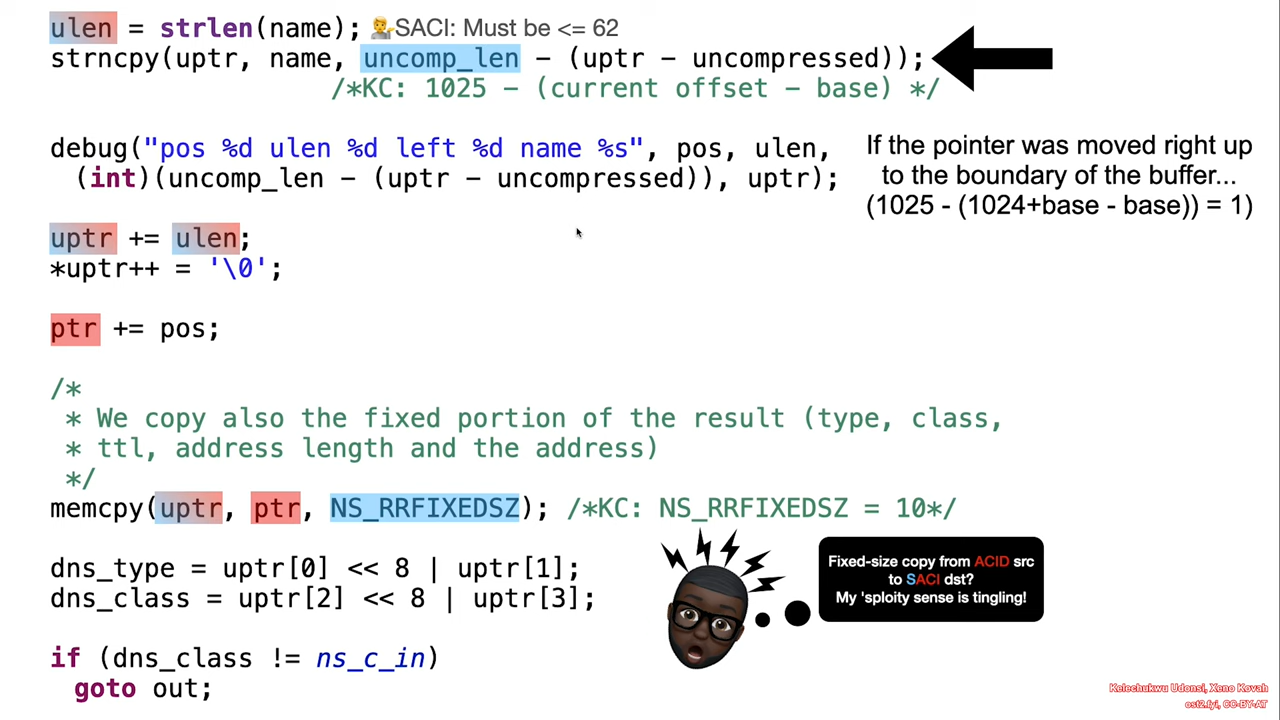 ulen = strlen(name); SACI: Must be <= 62
strncpy(uptr, name, uncomp_len - (uptr - uncompressed));
/*KC: 1025 - (current offset - base) */
debug("pos %d ulen %d left %d name %s", pos, ulen,
(int)(uncomp_len - (uptr - uncompressed)), uptr);
If the pointer was moved right up
to the boundary of the buffer...
(1025 - (1024+base - base)) = 1)
uptr += ulen;
*uptr++ = '\0';
ptr += pos;
/*
* We copy also the fixed portion of the result (type, class,
* ttl, address length and the address)
*/
memcpy(uptr, ptr, NS_RRFIXEDSZ); /*KC: NS_RRFIXEDSZ = 10*/
Fixed-size copy from ACID src
to SACI dst?
My 'sploity sense is tingling!
dns_type = uptr[0] << 8 | uptr[1];
dns_class = uptr[2] << 8 | uptr[3];
if (dns_class != ns_c_in)
goto out;
Kelechukwu Udonsi, Xeno Kovah
ost2.fyi, CC-BY-AT